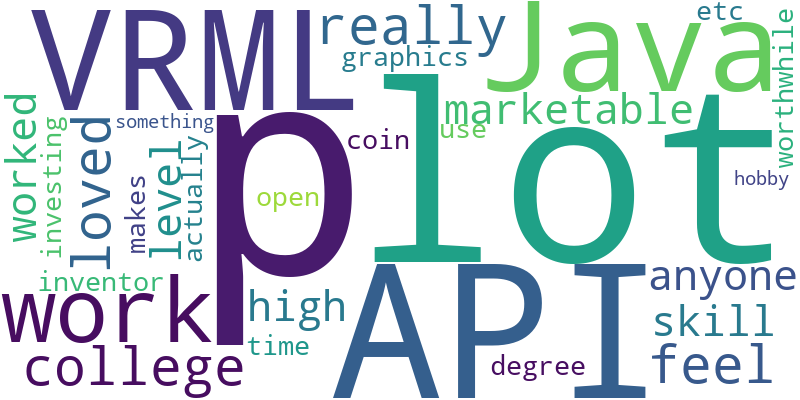 VRML
really
graphics
Java
etc
worthwhile
worked
investing
loved
something
makes
level
actually
p
coin
open
lot
use
marketable
hobby
inventor
work
college
high
time
API
degree
anyone
skill
feel